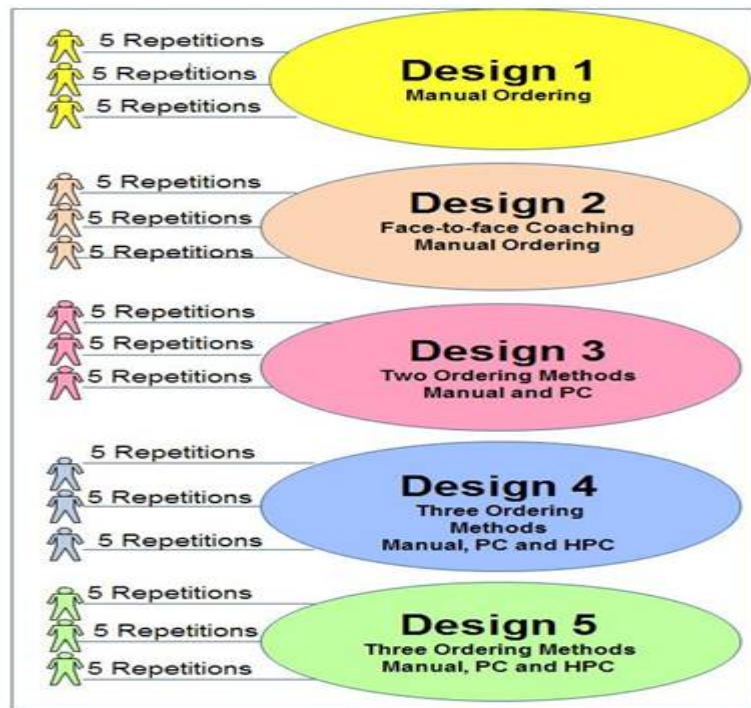 5 Repetitions
5 Repetitions
5 Repetitions
Design 1
Manual Ordering
5 Repetitions
5 Repetitions
5 Repetitions
Design 2
Face-to-face Coaching
Manual Ordering
5 Repetitions
5 Repetitions
5 Repetitions
Design 3
Two Ordering Methods
Manual and PC
5 Repetitions
5 Repetitions
5 Repetitions
Design 4
Three Ordering
Methods
Manual, PC and HPC
5 Repetitions
5 Repetitions
5 Repetitions
Design 5
Three Ordering Methods
Manual, PC and HPC